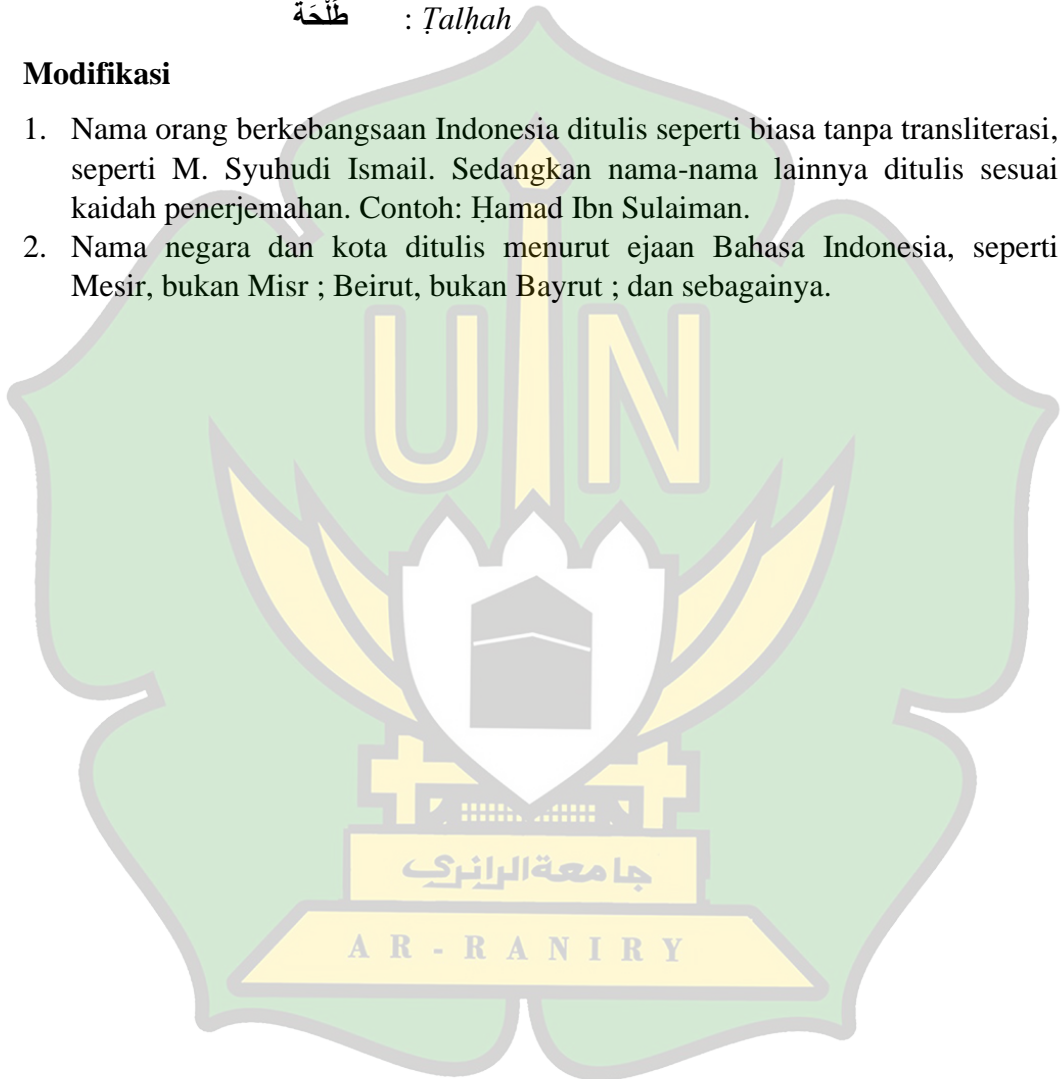 طَلْحَة : Ṭalḥah
Modifikasi
1. Nama orang berkebangsaan Indonesia ditulis seperti biasa tanpa transliterasi,
seperti M. Syuhudi Ismail. Sedangkan nama-nama lainnya ditulis sesuai
kaidah penerjemahan. Contoh: Ḥamad Ibn Sulaiman.
2. Nama negara dan kota ditulis menurut ejaan Bahasa Indonesia, seperti
Mesir, bukan Misr ; Beirut, bukan Bayrut ; dan sebagainya.
UIN
جامعةالرانري
AR-RANIRY